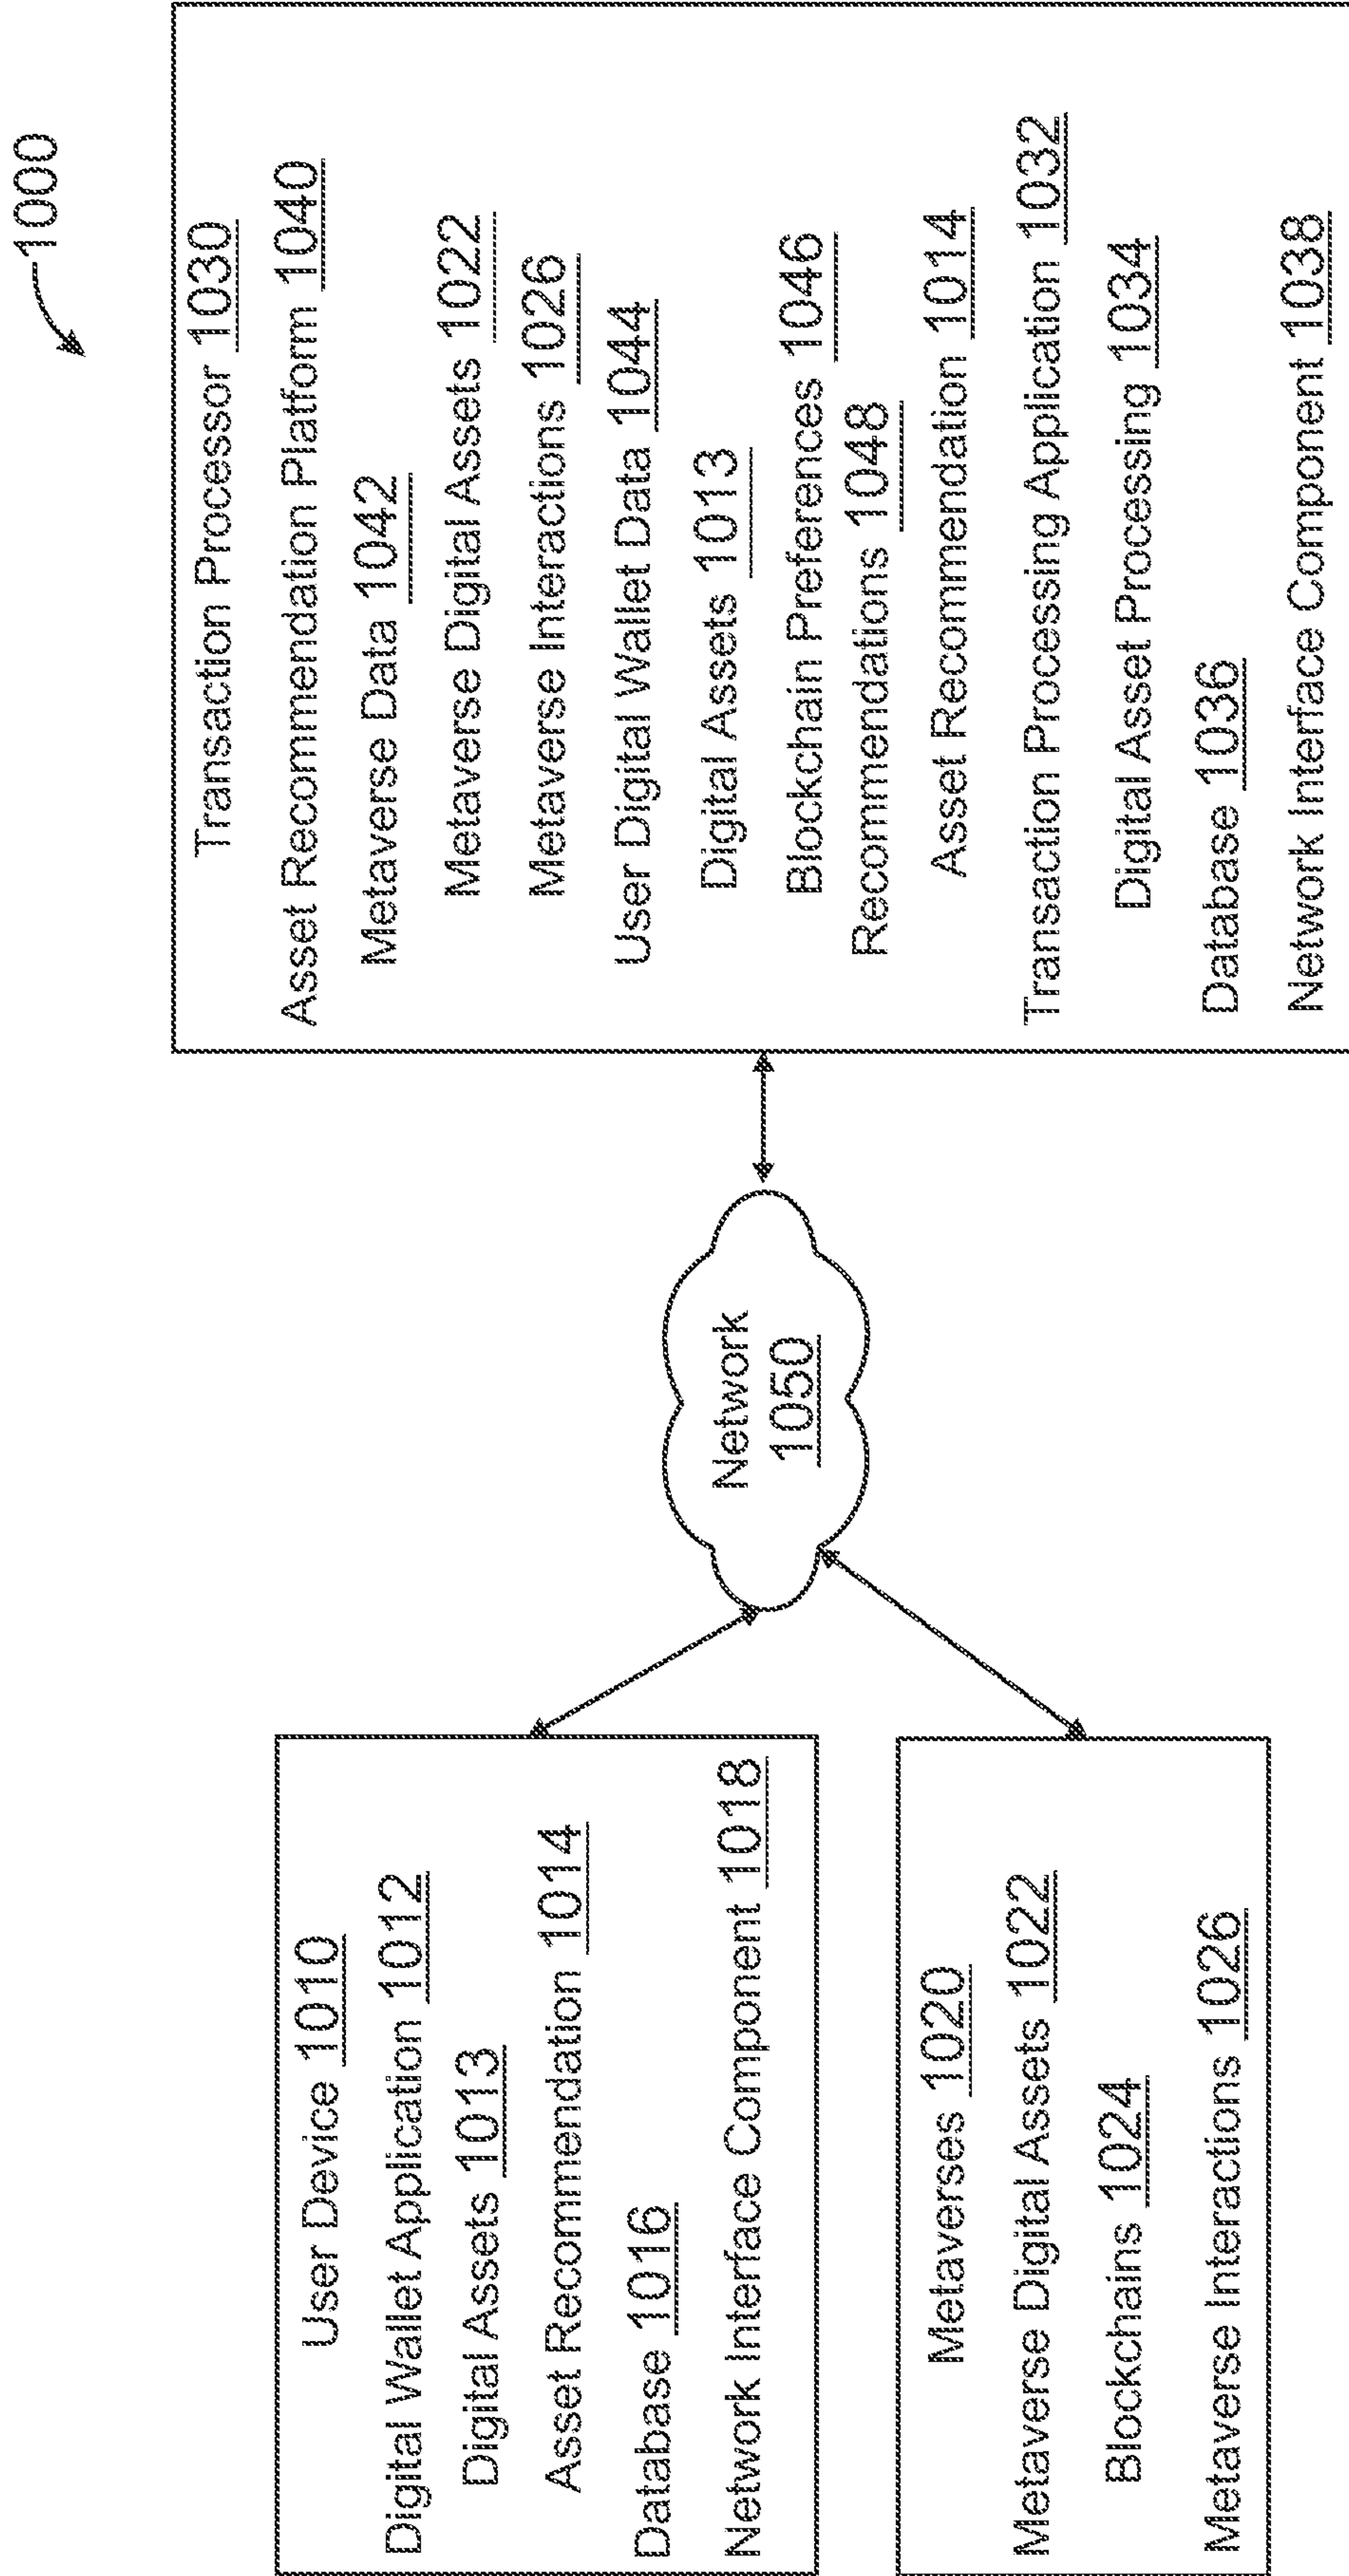 1000
User Device 1010
Digital Wallet Application 1012
Digital Assets 1013
Asset Recommendation 1014
Database 1016
Network Interface Component 1018
Metaverses 1020
Metaverse Digital Assets 1022
Blockchains 1024
Metaverse Interactions 1026
Network
1050
Transaction Processor 1030
Asset Recommendation Platform 1040
Metaverse Data 1042
Metaverse Digital Assets 1022
Metaverse Interactions 1026
User Digital Wallet Data 1044
Digital Assets 1013
Blockchain Preferences 1046
Recommendations 1048
Asset Recommendation 1014
Transaction Processing Application 1032
Digital Asset Processing 1034
Database 1036
Network Interface Component 1038